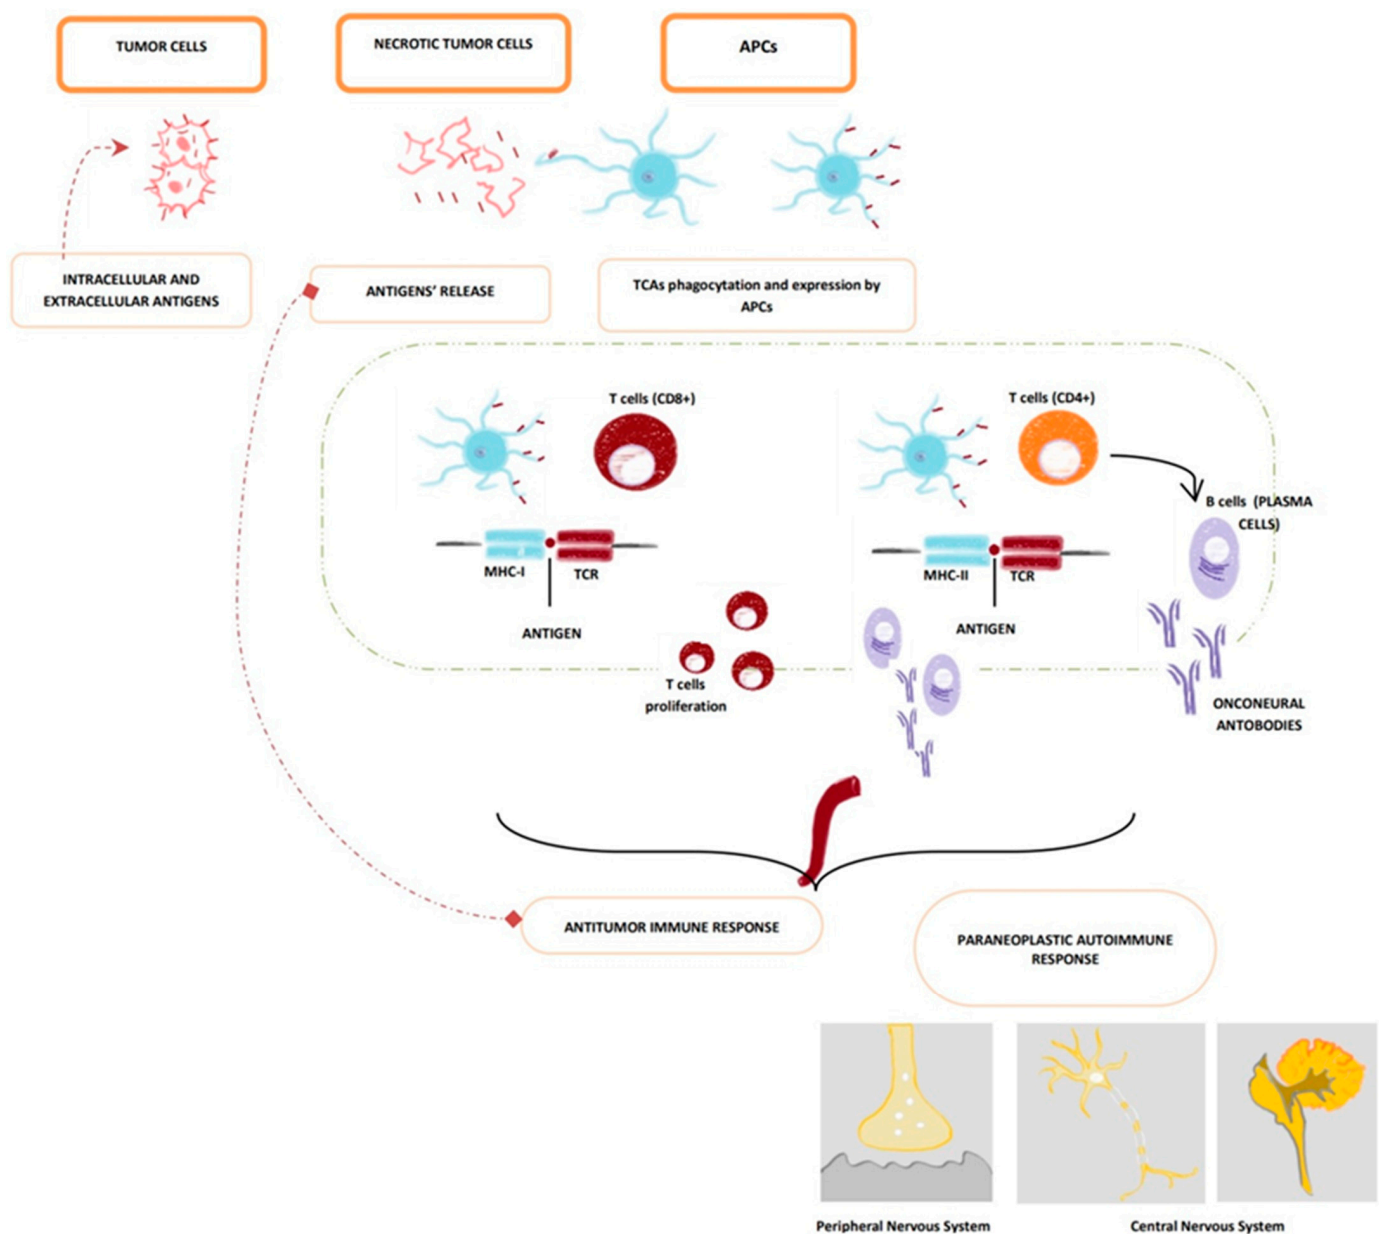 TUMOR CELLS
NECROTIC TUMOR CELLS
APCs
INTRACELLULAR AND
EXTRACELLULAR ANTIGENS
ANTIGENS’ RELEASE
TCAs phagocytation and expression by
APCs
T cells (CD8+)
T cells (CD4+)
B cells (PLASMA
CELLS)
MHC-I
TCR
ANTIGEN
MHC-II
TCR
ANTIGEN
T cells
proliferation
ONCONEURAL
ANTOBODIES
ANTITUMOR IMMUNE RESPONSE
PARANEOPLASTIC AUTOIMMUNE
RESPONSE
Peripheral Nervous System
Central Nervous System